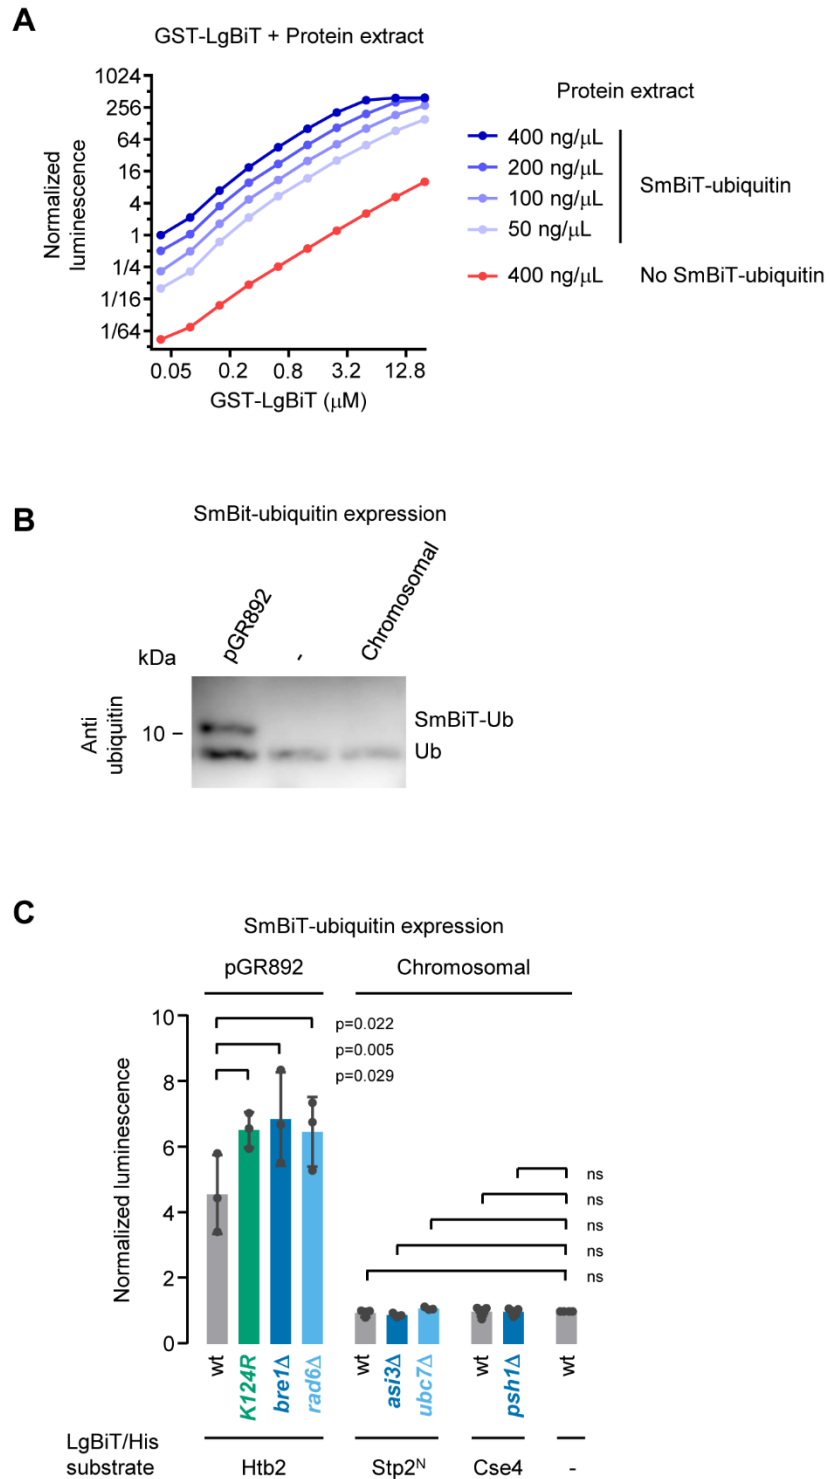 A
GST-LgBiT + Protein extract
Normalized
luminescence
1024
256
64
16
4
1
1/4
1/16
1/64
0.05 0.2 0.8 3.2 12.8
GST-LgBiT (µM)
Protein extract
400 ng/µL
200 ng/µL
100 ng/µL
50 ng/µL
SmBiT-ubiquitin
400 ng/µL No SmBiT-ubiquitin
B
SmBit-ubiquitin expression
pGR892
-
Chromosomal
kDa
Anti
ubiquitin
10 –
SmBiT-Ub
Ub
C
SmBiT-ubiquitin expression
pGR892 Chromosomal
Normalized luminescence
10
8
6
4
2
0
p=0.022
p=0.005
p=0.029
ns
ns
ns
ns
ns
wt K124R bre1Δ rad6Δ wt asi3Δ ubc7Δ wt psh1Δ wt
LgBiT/His
substrate Htb2 Stp2ᴺ Cse4 -